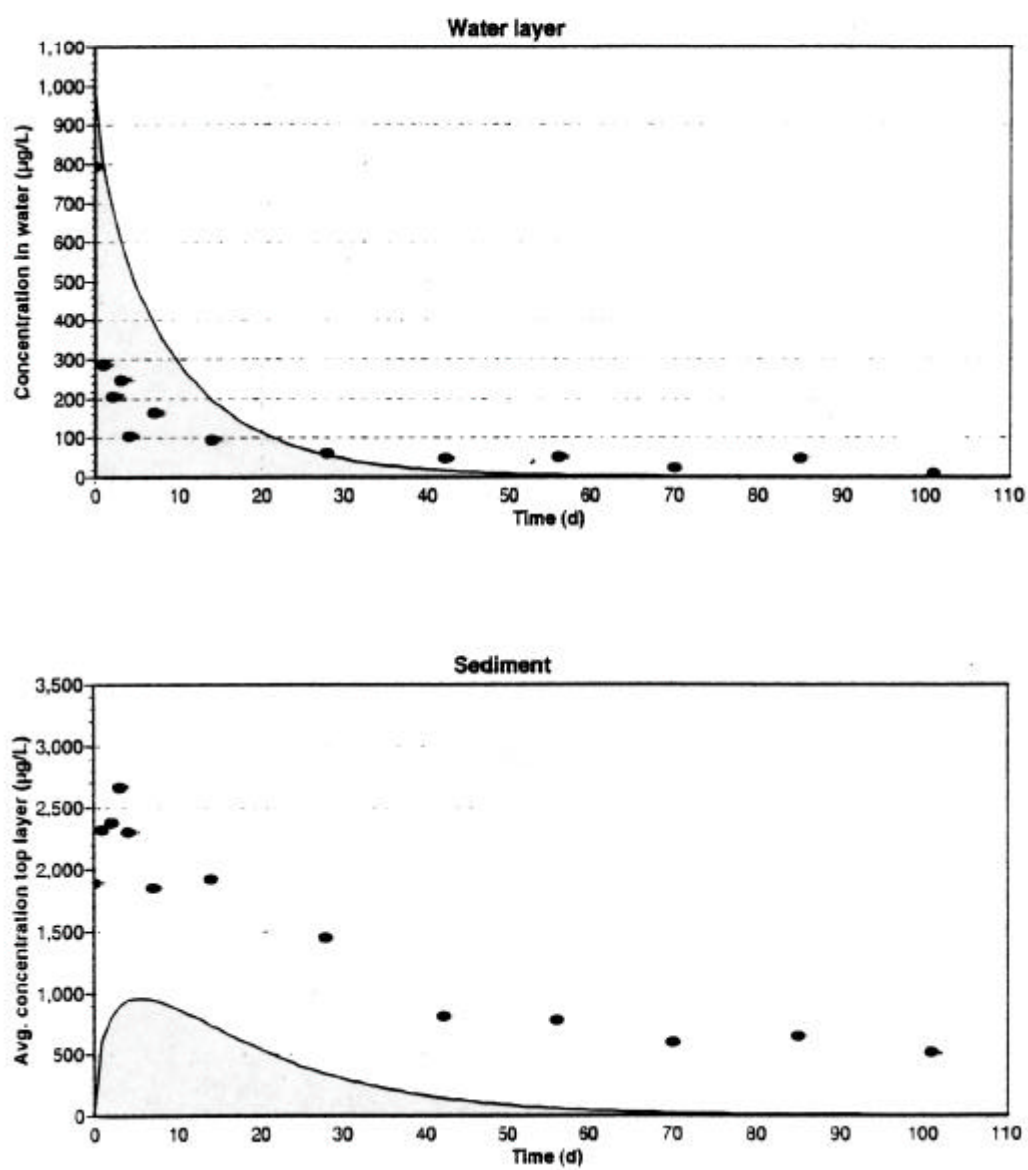 Water layer
Concentration in water (µg/L)
1,100
1,000
900
800
700
600
500
400
300
200
100
0
0 10 20 30 40 50 60 70 80 90 100 110
Time (d)
Sediment
Avg. concentration top layer (µg/L)
3,500
3,000
2,500
2,000
1,500
1,000
500
0
0 10 20 30 40 50 60 70 80 90 100 110
Time (d)